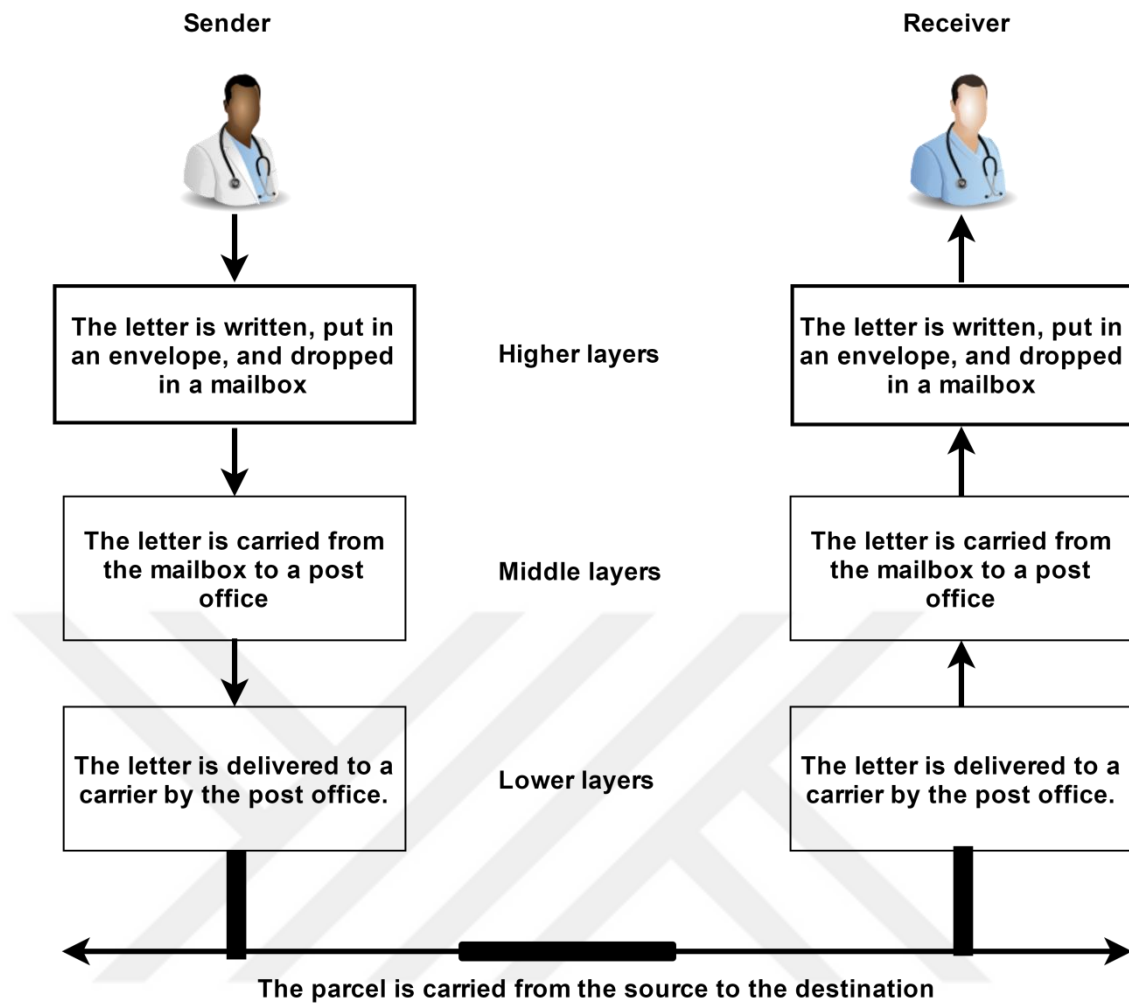 Sender
Receiver
The letter is written, put in
an envelope, and dropped
in a mailbox
Higher layers
The letter is written, put in
an envelope, and dropped
in a mailbox
The letter is carried from
the mailbox to a post
office
Middle layers
The letter is carried from
the mailbox to a post
office
The letter is delivered to a
carrier by the post office.
Lower layers
The letter is delivered to a
carrier by the post office.
The parcel is carried from the source to the destination